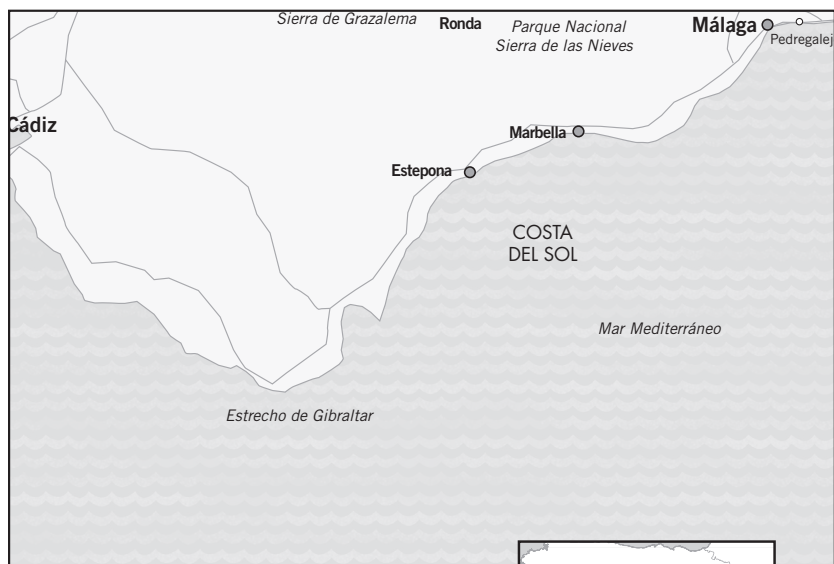 Sierra de Grazalema
Ronda
Parque Nacional
Sierra de las Nieves
Málaga
Pedregalej
Cádiz
Marbella
Estepona
COSTA
DEL SOL
Mar Mediterráneo
Estrecho de Gibraltar